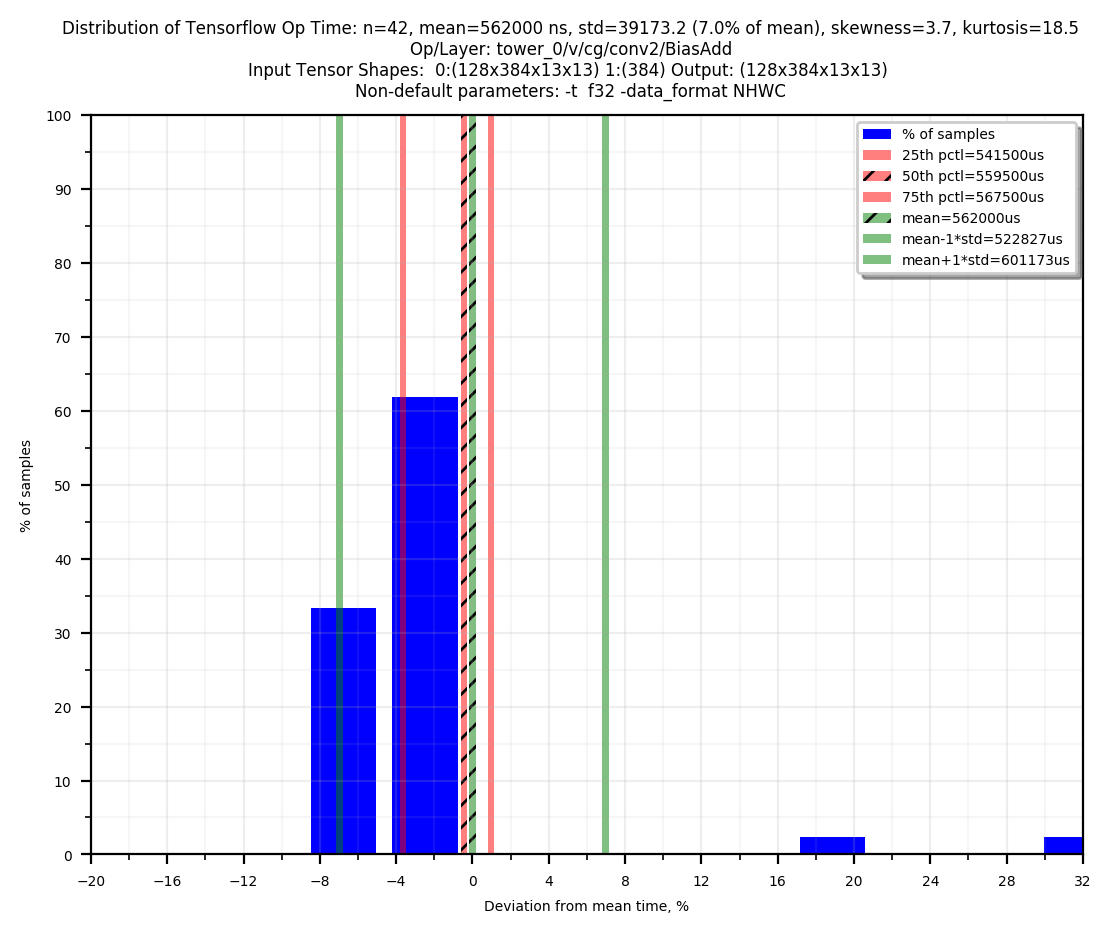 Distribution of Tensorflow Op Time: n=42, mean=562000 ns, std=39173.2 (7.0% of mean), skewness=3.7, kurtosis=18.5
Op/Layer: tower_0/v/cg/conv2/BiasAdd
Input Tensor Shapes:  0:(128x384x13x13) 1:(384) Output: (128x384x13x13)
Non-default parameters: -t  f32 -data_format NHWC
% of samples
25th pctl=541500us
50th pctl=559500us
75th pctl=567500us
mean=562000us
mean-1*std=522827us
mean+1*std=601173us
100
90
80
70
60
50
40
30
20
10
0
% of samples
−20 −16 −12 −8 −4 0 4 8 12 16 20 24 28 32
Deviation from mean time, %